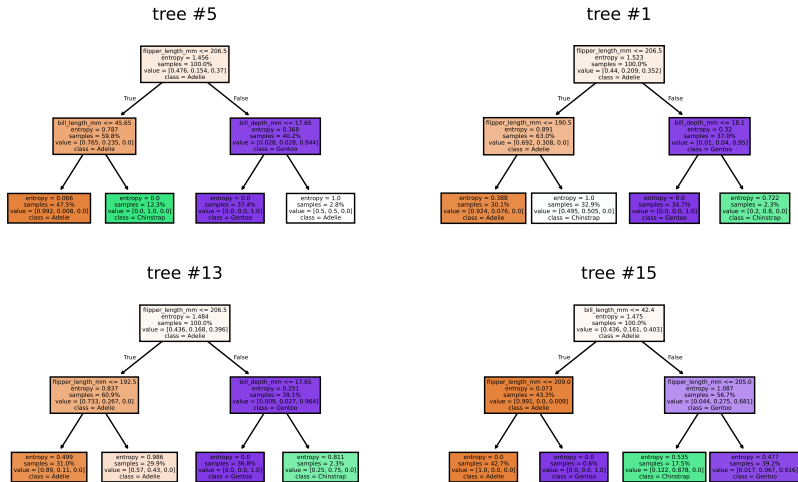 tree #5
flipper_length_mm <= 206.5
entropy = 1.456
samples = 100.0%
value = [0.476, 0.154, 0.37]
class = Adelie
True
False
bill_length_mm <= 45.65
entropy = 0.787
samples = 59.8%
value = [0.765, 0.235, 0.0]
class = Adelie
bill_depth_mm <= 17.65
entropy = 0.368
samples = 40.2%
value = [0.028, 0.028, 0.944]
class = Gentoo
entropy = 0.066
samples = 47.5%
value = [0.992, 0.008, 0.0]
class = Adelie
entropy = 0.0
samples = 12.3%
value = [0.0, 1.0, 0.0]
class = Chinstrap
entropy = 0.0
samples = 37.4%
value = [0.0, 0.0, 1.0]
class = Gentoo
entropy = 1.0
samples = 2.8%
value = [0.5, 0.5, 0.0]
class = Adelie
tree #1
flipper_length_mm <= 206.5
entropy = 1.523
samples = 100.0%
value = [0.44, 0.209, 0.352]
class = Adelie
True
False
flipper_length_mm <= 190.5
entropy = 0.891
samples = 63.0%
value = [0.692, 0.308, 0.0]
class = Adelie
bill_depth_mm <= 18.1
entropy = 0.32
samples = 37.0%
value = [0.01, 0.04, 0.95]
class = Gentoo
entropy = 0.388
samples = 30.1%
value = [0.924, 0.076, 0.0]
class = Adelie
entropy = 1.0
samples = 32.9%
value = [0.495, 0.505, 0.0]
class = Chinstrap
entropy = 0.0
samples = 34.7%
value = [0.0, 0.0, 1.0]
class = Gentoo
entropy = 0.722
samples = 2.3%
value = [0.2, 0.8, 0.0]
class = Chinstrap
tree #13
flipper_length_mm <= 206.5
entropy = 1.484
samples = 100.0%
value = [0.436, 0.168, 0.396]
class = Adelie
True
False
flipper_length_mm <= 192.5
entropy = 0.837
samples = 60.9%
value = [0.733, 0.267, 0.0]
class = Adelie
bill_depth_mm <= 17.65
entropy = 0.251
samples = 39.1%
value = [0.009, 0.027, 0.964]
class = Gentoo
entropy = 0.499
samples = 31.0%
value = [0.89, 0.11, 0.0]
class = Adelie
entropy = 0.986
samples = 29.9%
value = [0.57, 0.43, 0.0]
class = Adelie
entropy = 0.0
samples = 36.8%
value = [0.0, 0.0, 1.0]
class = Gentoo
entropy = 0.811
samples = 2.3%
value = [0.25, 0.75, 0.0]
class = Chinstrap
tree #15
bill_length_mm <= 42.4
entropy = 1.475
samples = 100.0%
value = [0.436, 0.161, 0.403]
class = Adelie
True
False
flipper_length_mm <= 209.0
entropy = 0.073
samples = 43.3%
value = [0.991, 0.0, 0.009]
class = Adelie
flipper_length_mm <= 205.0
entropy = 1.087
samples = 56.7%
value = [0.044, 0.275, 0.681]
class = Gentoo
entropy = 0.0
samples = 42.7%
value = [1.0, 0.0, 0.0]
class = Adelie
entropy = 0.0
samples = 0.6%
value = [0.0, 0.0, 1.0]
class = Gentoo
entropy = 0.535
samples = 17.5%
value = [0.122, 0.878, 0.0]
class = Chinstrap
entropy = 0.477
samples = 39.2%
value = [0.017, 0.067, 0.916]
class = Gentoo